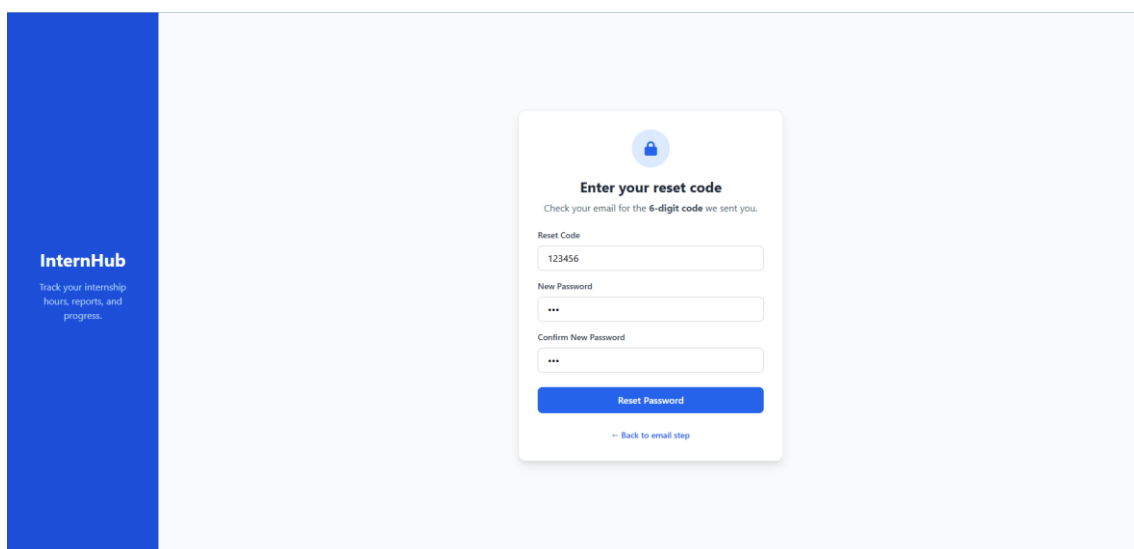 InternHub
Track your internship
hours, reports, and
progress.
Enter your reset code
Check your email for the 6-digit code we sent you.
Reset Code
123456
New Password
•••
Confirm New Password
•••
Reset Password
← Back to email step